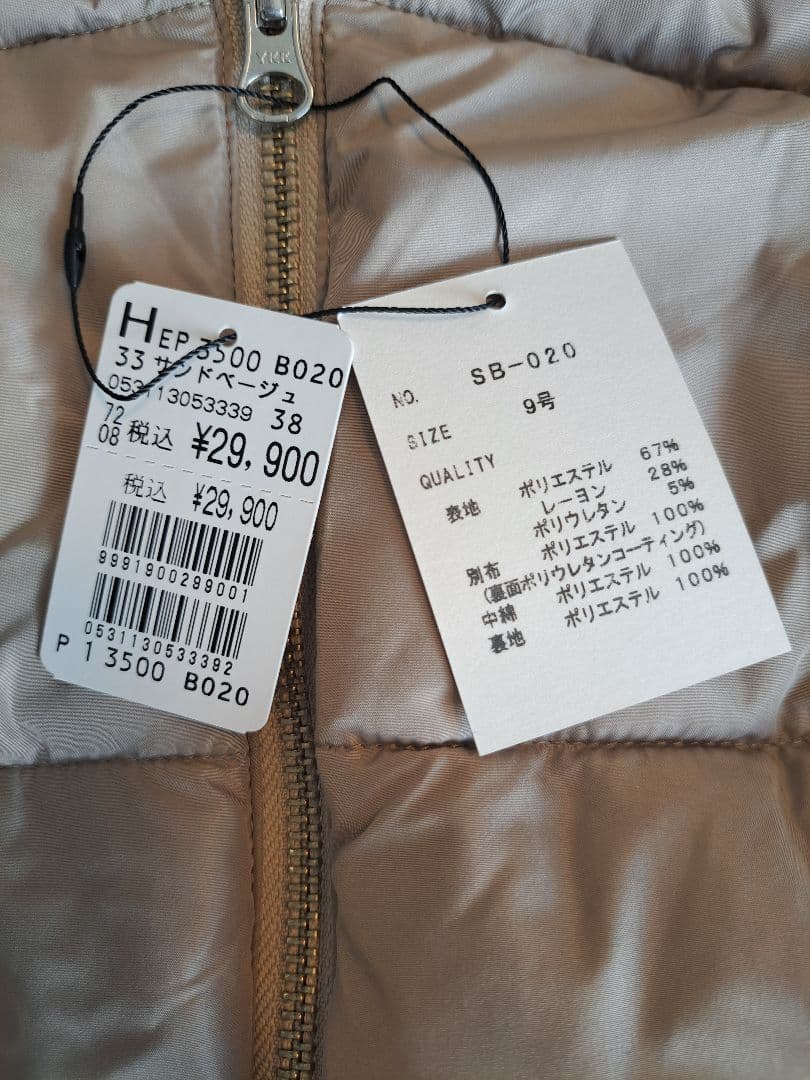 YKK
HEP 3500 B020
33 サンドベージュ
053113053339 38
72
08 税込 ¥29,900
税込 ¥29,900
9991900299001
0531130533392
P 1 3500 B020
NO. SB-020
SIZE 9号
QUALITY
表地 ポリエステル 67%
レーヨン 28%
ポリウレタン 5%
別布 ポリエステル 100%
(裏面ポリウレタンコーティング)
中綿 ポリエステル 100%
裏地 ポリエステル 100%